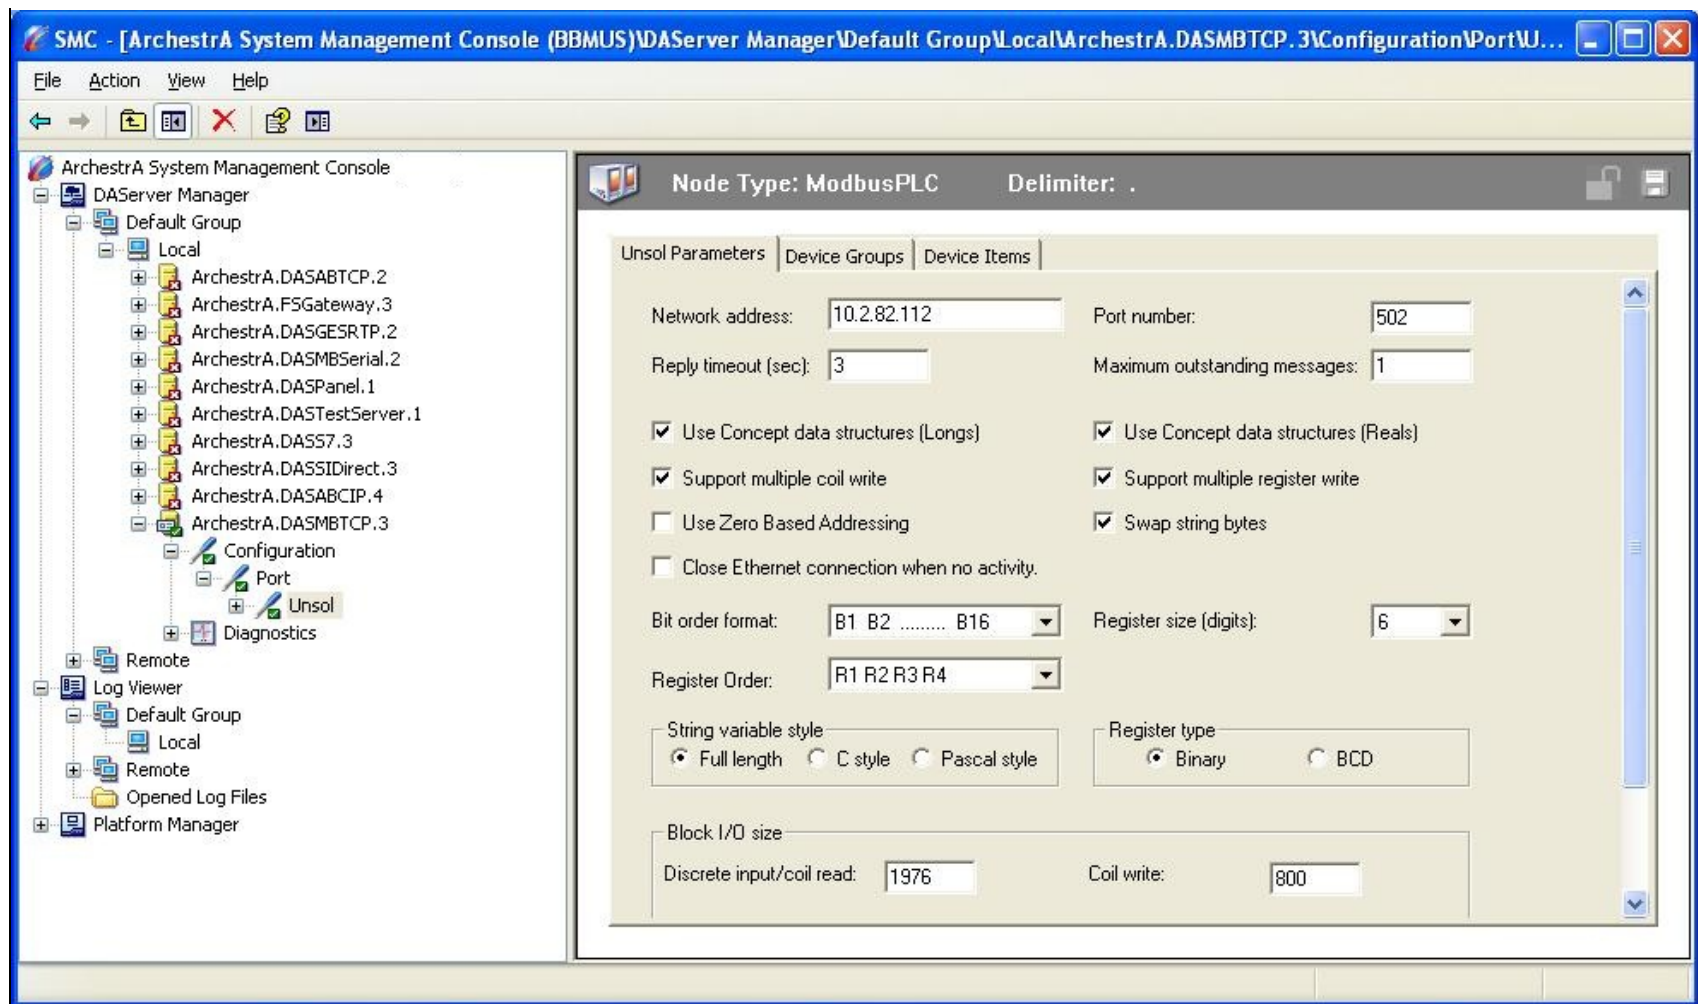 SMC - [ArchestrA System Management Console (BBMUS)\DAServer Manager\Default Group\Local\ArchestrA.DASMBTCP.3\Configuration\Port\U...
File Action View Help
ArchestrA System Management Console
DAServer Manager
Default Group
Local
ArchestrA.DASABTCP.2
ArchestrA.FSGateway.3
ArchestrA.DASGESRTP.2
ArchestrA.DASMBSerial.2
ArchestrA.DASPanel.1
ArchestrA.DASTestServer.1
ArchestrA.DASS7.3
ArchestrA.DASSIDirect.3
ArchestrA.DASABCIP.4
ArchestrA.DASMBTCP.3
Configuration
Port
Unsol
Diagnostics
Remote
Log Viewer
Default Group
Local
Remote
Opened Log Files
Platform Manager
Node Type: ModbusPLC Delimiter: .
Unsol Parameters Device Groups Device Items
Network address: 10.2.82.112 Port number: 502
Reply timeout (sec): 3 Maximum outstanding messages: 1
Use Concept data structures (Longs) Use Concept data structures (Reals)
Support multiple coil write Support multiple register write
Use Zero Based Addressing Swap string bytes
Close Ethernet connection when no activity.
Bit order format: B1 B2 ......... B16 Register size (digits): 6
Register Order: R1 R2 R3 R4
String variable style Register type
Full length C style Pascal style Binary BCD
Block I/O size
Discrete input/coil read: 1976 Coil write: 800